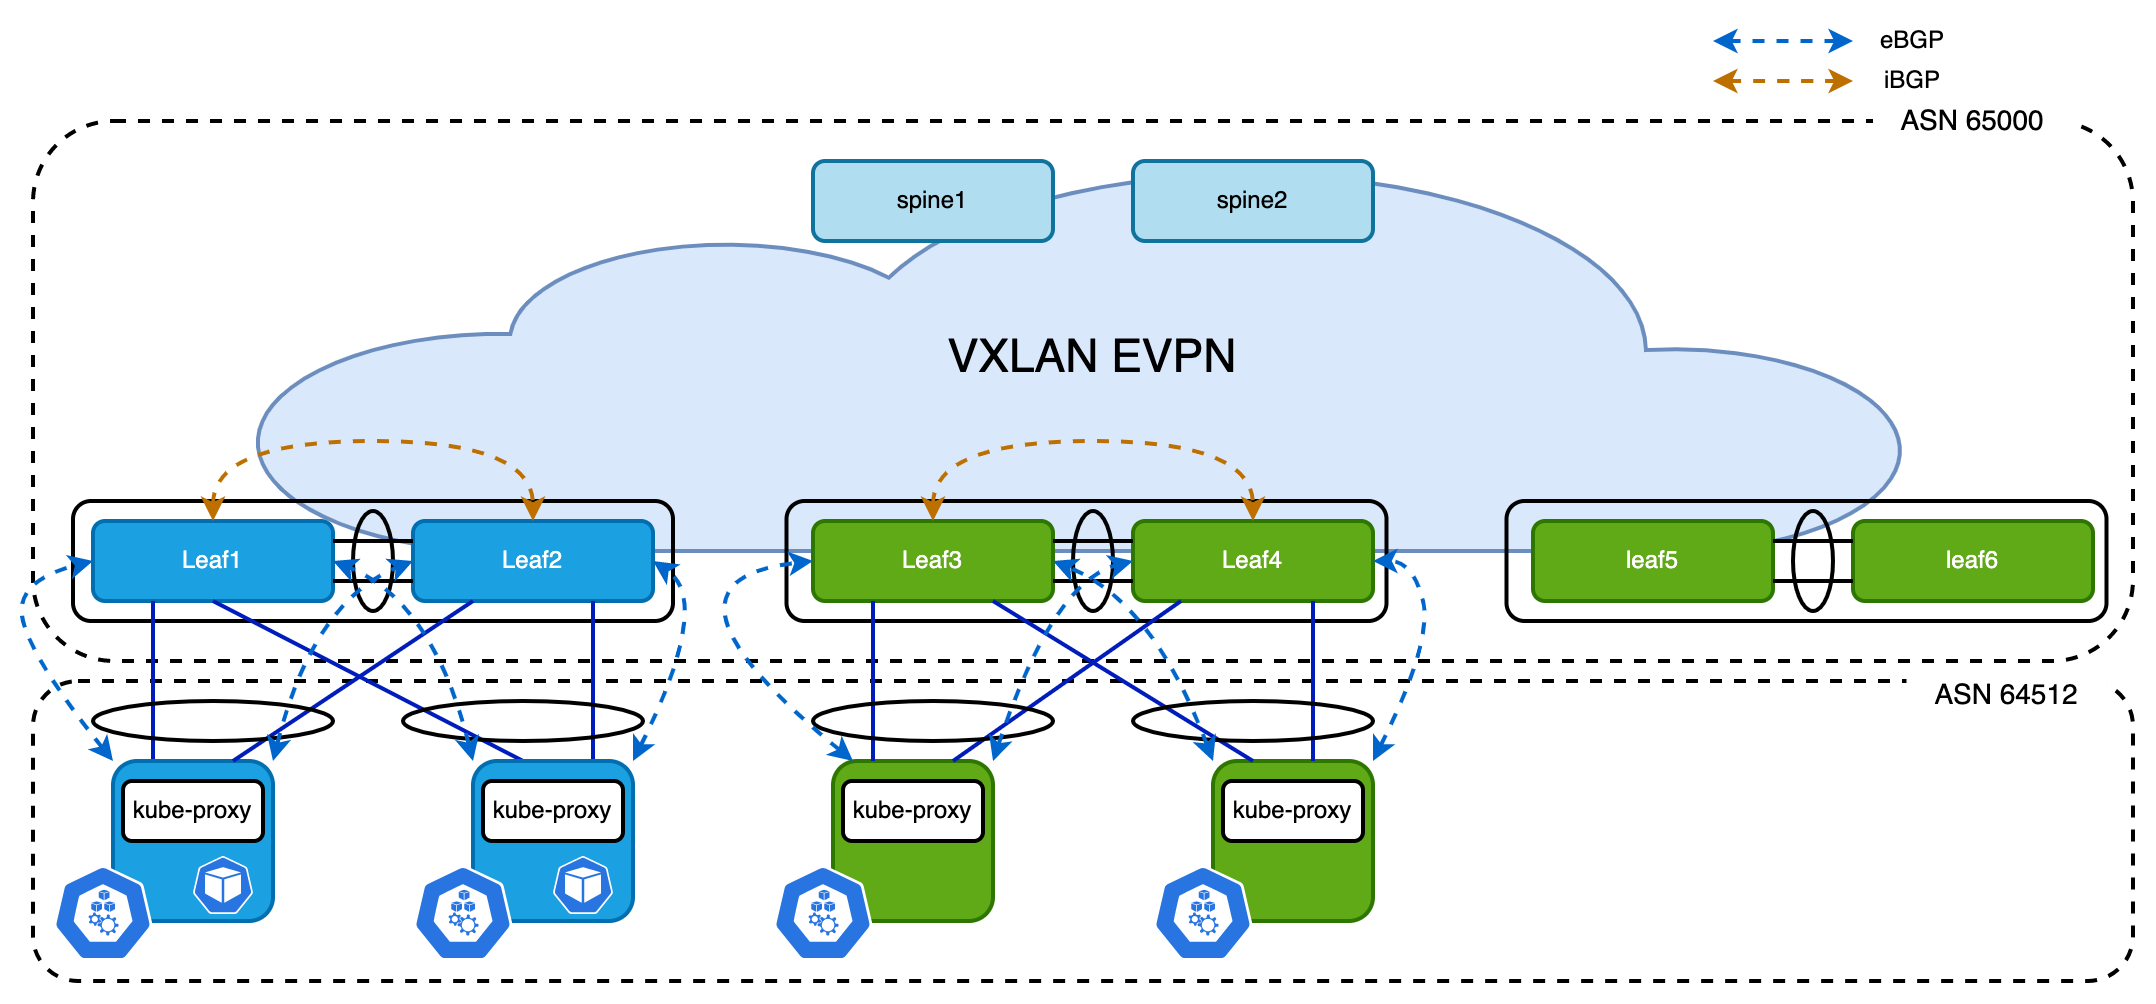 eBGP
iBGP
ASN 65000
spine1
spine2
VXLAN EVPN
Leaf1
Leaf2
Leaf3
Leaf4
leaf5
leaf6
ASN 64512
kube-proxy
kube-proxy
kube-proxy
kube-proxy